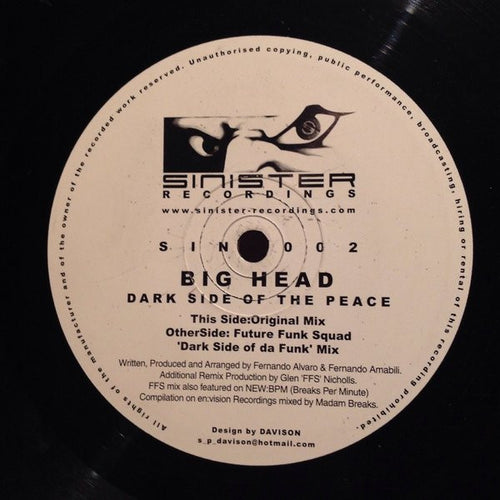 All rights of the manufacturer and of the owner of the recorded work reserved. Unauthorised copying, public performance, broadcasting, hiring or rental of this recording prohibited.
SINISTER
RECORDINGS
www.sinister-recordings.com
SIN 002
BIG HEAD
DARK SIDE OF THE PEACE
This Side:Original Mix
OtherSide: Future Funk Squad
'Dark Side of da Funk' Mix
Written, Produced and Arranged by Fernando Alvaro & Fernando Amabili.
Additional Remix Production by Glen 'FFS' Nicholls.
FFS mix also featured on NEW:BPM (Breaks Per Minute)
Compilation on en:vision Recordings mixed by Madam Breaks.
Design by DAVISON
s_p_davison@hotmail.com